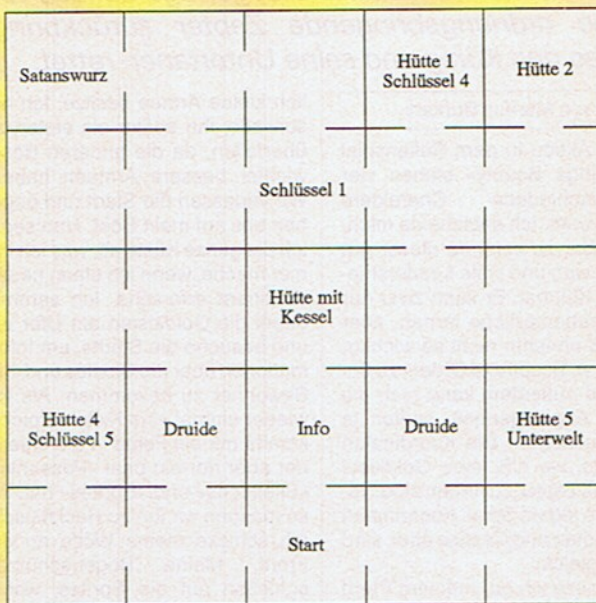 Satanswurz
Hütte 1
Schlüssel 4
Hütte 2
Schlüssel 1
Hütte mit
Kessel
Hütte 4
Schlüssel 5
Druide
Info
Druide
Hütte 5
Unterwelt
Start